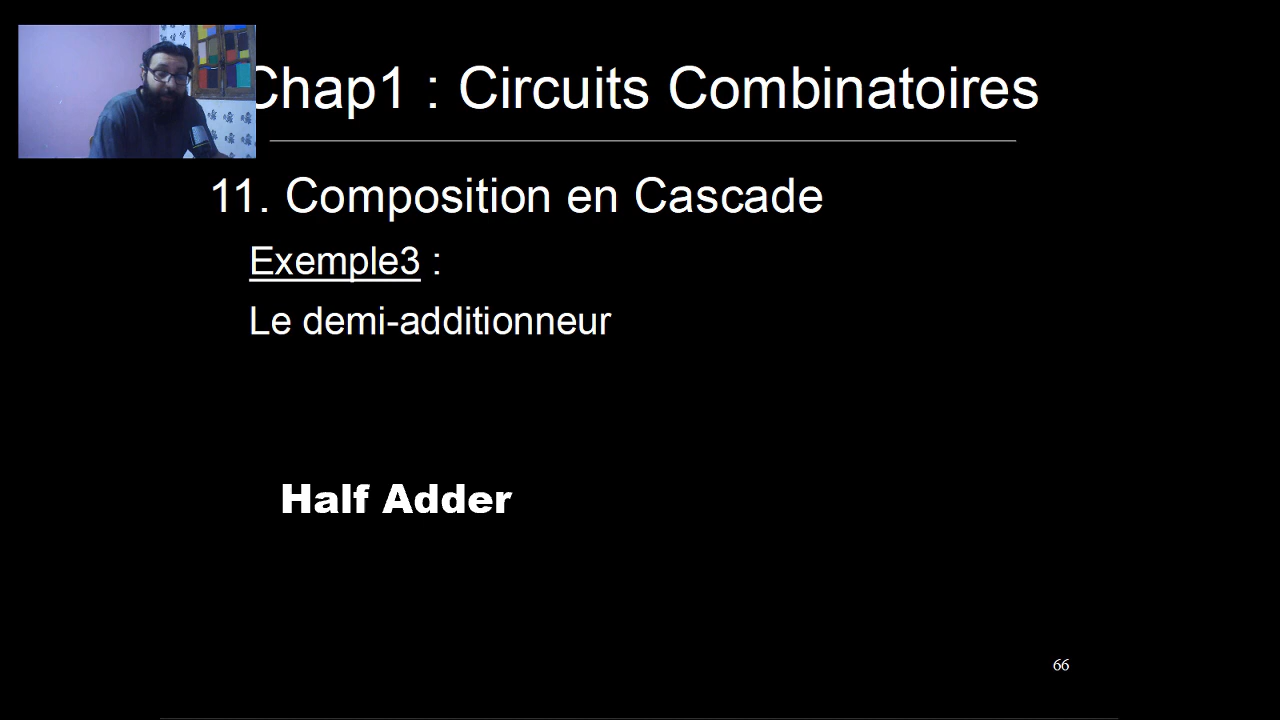 Chap1 : Circuits Combinatoires
11. Composition en Cascade
Exemple3 :
Le demi-additionneur
Half Adder
66